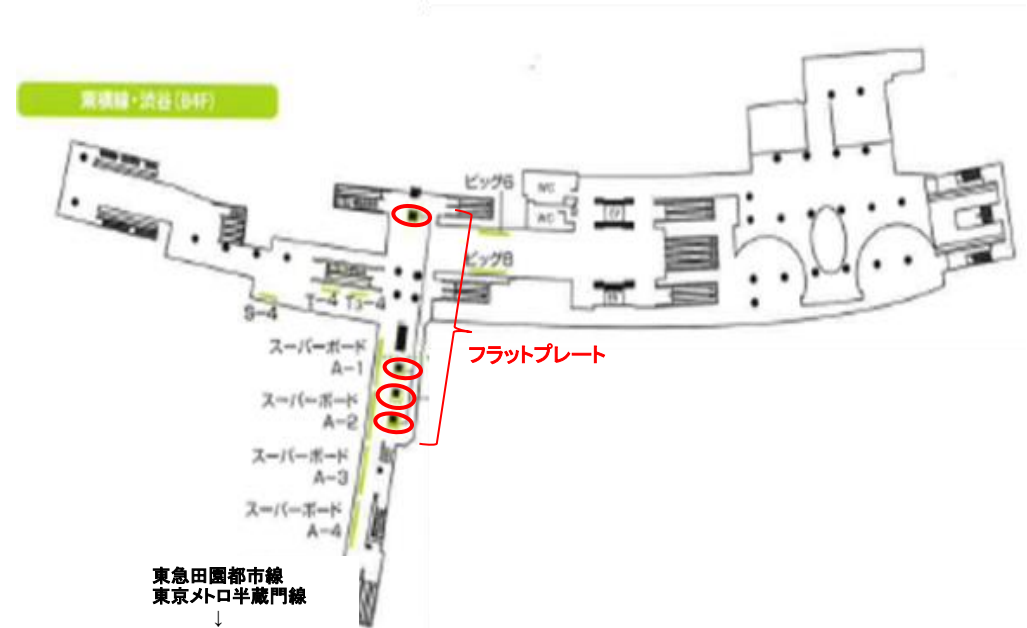 東横線・渋谷(B4F)
ビッグ6
WC
WC
ビッグ8
T-4 T₃-4
S-4
スーパーボード
A-1
フラットプレート
スーパーボード
A-2
スーパーボード
A-3
スーパーボード
A-4
東急田園都市線
東京メトロ半蔵門線
↓